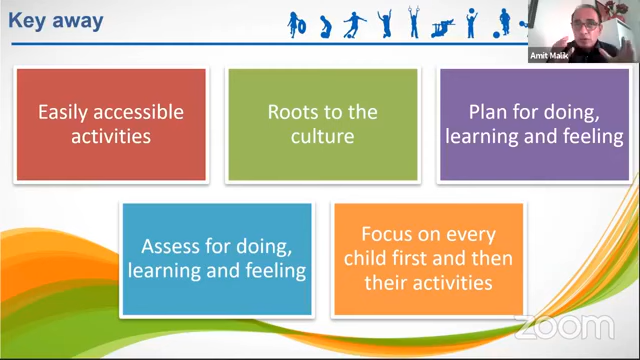 Key away
Amit Malik
Easily accessible
activities
Roots to the
culture
Plan for doing,
learning and feeling
Assess for doing,
learning and feeling
Focus on every
child first and then
their activities
zoom